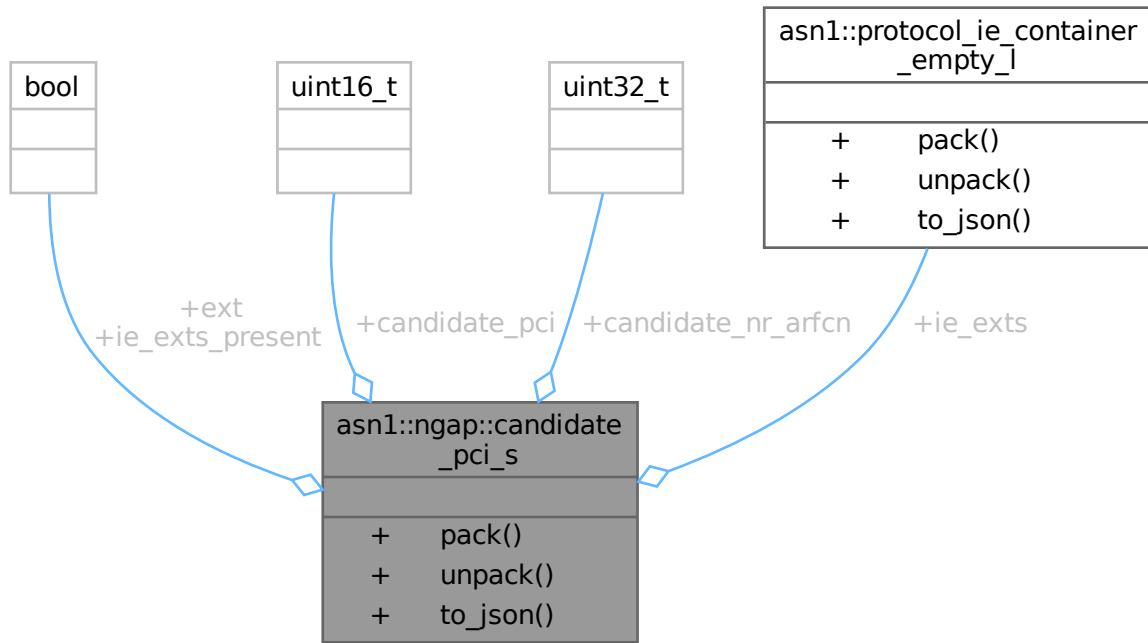 asn1::protocol_ie_container
_empty_l
bool
uint16_t
uint32_t
+ pack()
+ unpack()
+ to_json()
+ext
+ie_exts_present
+candidate_pci
+candidate_nr_arfcn
+ie_exts
asn1::ngap::candidate
_pci_s
+ pack()
+ unpack()
+ to_json()